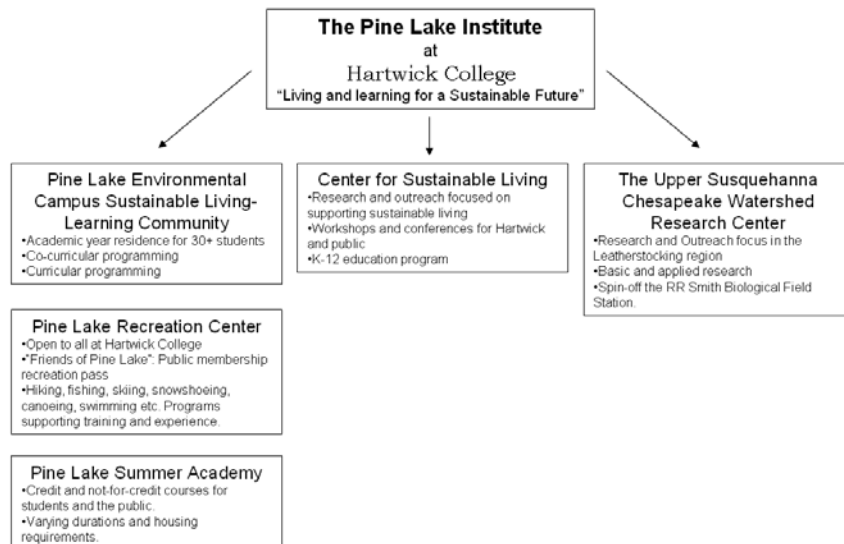 The Pine Lake Institute
at
Hartwick College
"Living and learning for a Sustainable Future"
Pine Lake Environmental
Campus Sustainable Living-
Learning Community
•Academic year residence for 30+ students
•Co-curricular programming
•Curricular programming
Center for Sustainable Living
•Research and outreach focused on
supporting sustainable living
•Workshops and conferences for Hartwick
and public
•K-12 education program
The Upper Susquehanna
Chesapeake Watershed
Research Center
•Research and Outreach focus in the
Leatherstocking region
•Basic and applied research
•Spin-off the RR Smith Biological Field
Station.
Pine Lake Recreation Center
•Open to all at Hartwick College
•"Friends of Pine Lake": Public membership
recreation pass
•Hiking, fishing, skiing, snowshoeing,
canoeing, swimming etc. Programs
supporting training and experience.
Pine Lake Summer Academy
•Credit and not-for-credit courses for
students and the public.
•Varying durations and housing
requirements.